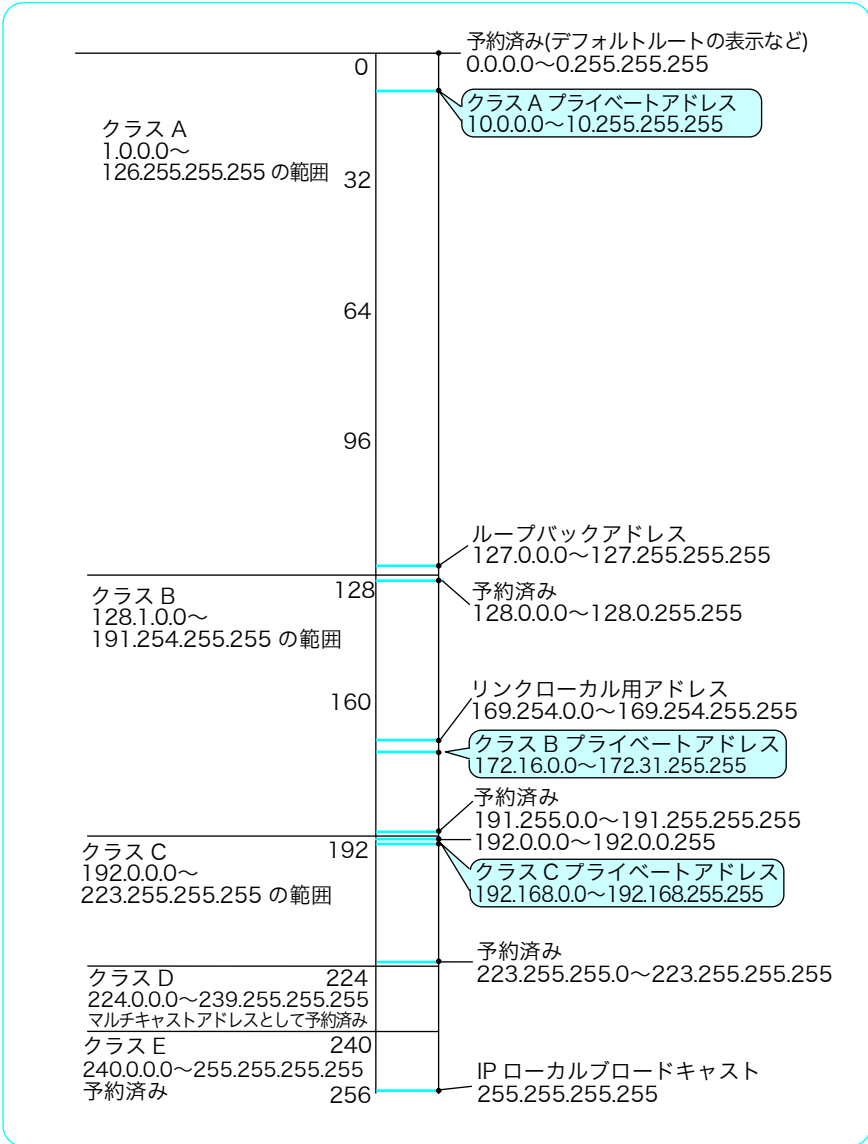 予約済み(デフォルトルートの表示など)
0.0.0.0～0.255.255.255
0
クラス A プライベートアドレス
10.0.0.0～10.255.255.255
クラス A
1.0.0.0～
126.255.255.255 の範囲
32
64
96
ループバックアドレス
127.0.0.0～127.255.255.255
128
予約済み
128.0.0.0～128.0.255.255
クラス B
128.1.0.0～
191.254.255.255 の範囲
160
リンクローカル用アドレス
169.254.0.0～169.254.255.255
クラス B プライベートアドレス
172.16.0.0～172.31.255.255
予約済み
191.255.0.0～191.255.255.255
192.0.0.0～192.0.0.255
192
クラス C
192.0.0.0～
223.255.255.255 の範囲
クラス C プライベートアドレス
192.168.0.0～192.168.255.255
予約済み
223.255.255.0～223.255.255.255
クラス D
224
224.0.0.0～239.255.255.255
マルチキャストアドレスとして予約済み
クラス E
240
240.0.0.0～255.255.255.255
予約済み
256
IP ローカルブロードキャスト
255.255.255.255